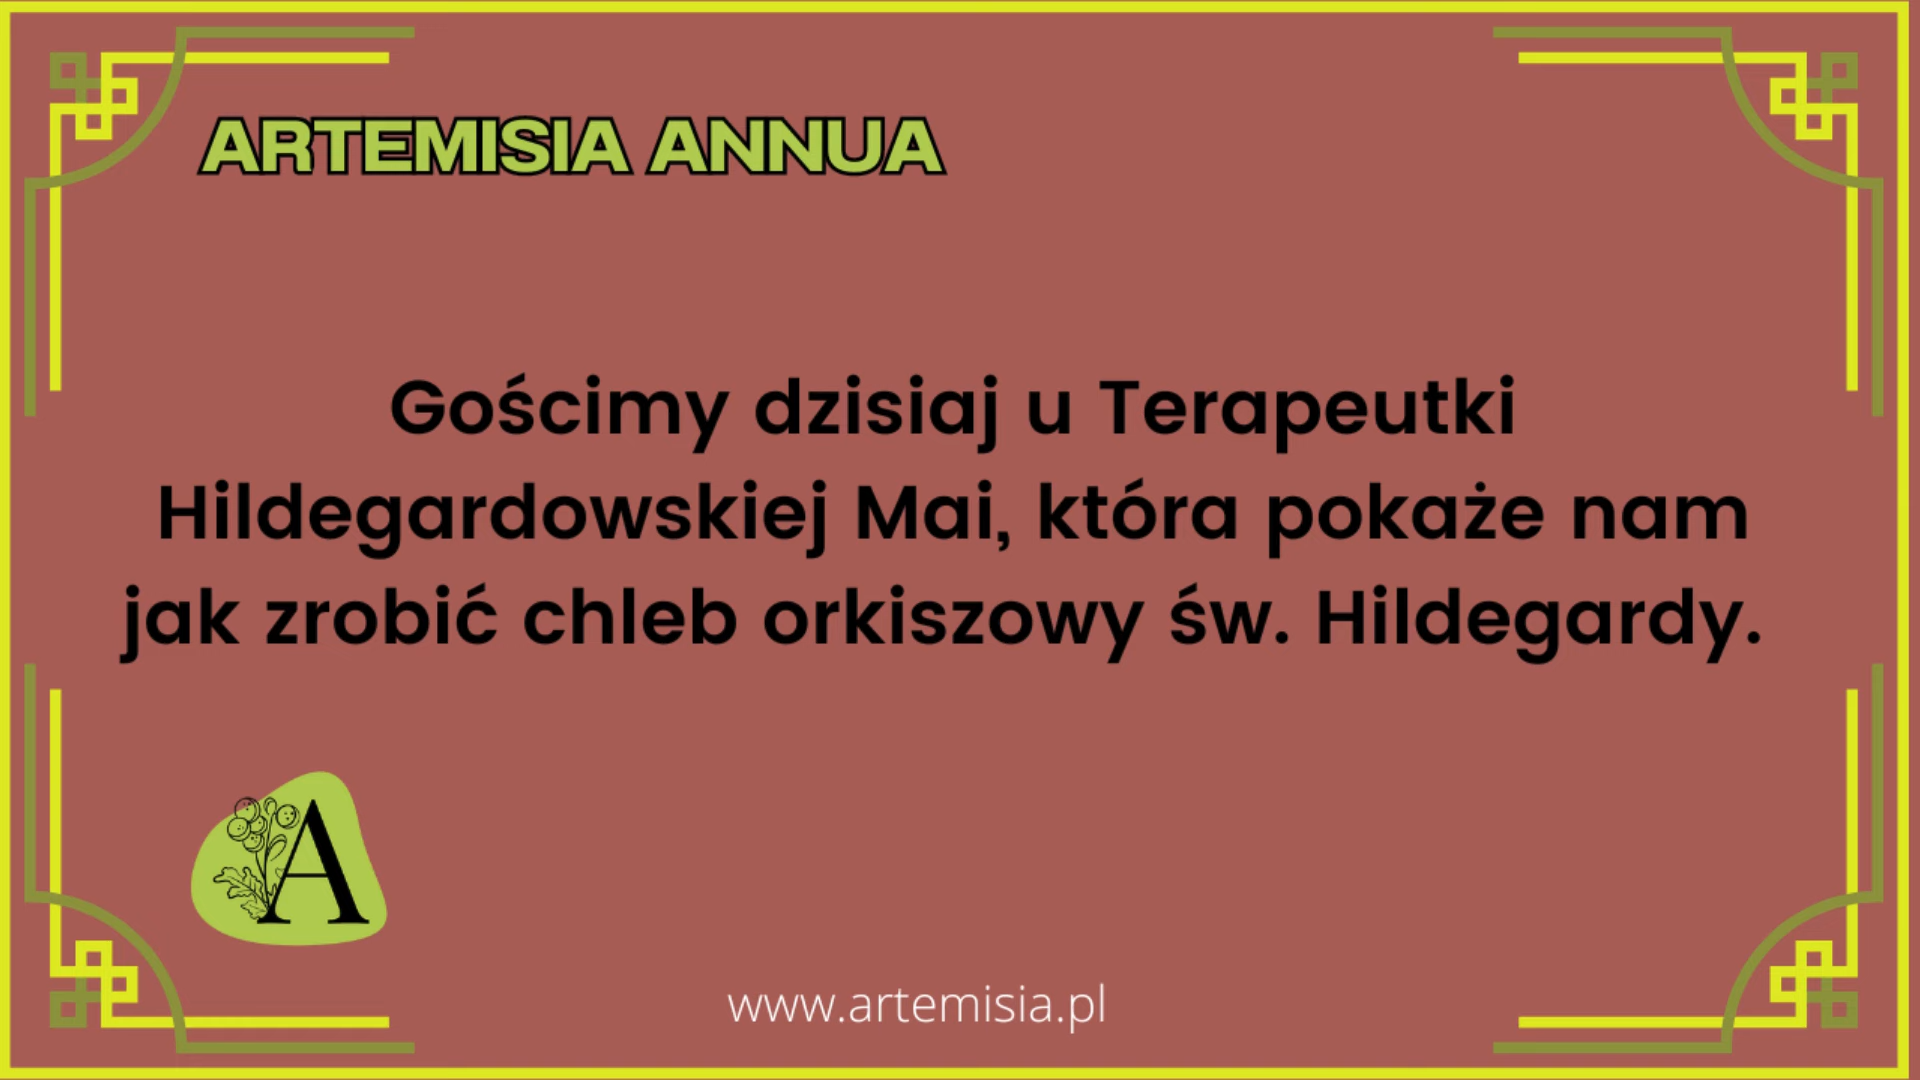 ARTEMISIA ANNUA
Gościmy dzisiaj u Terapeutki
Hildegardowskiej Mai, która pokaże nam
jak zrobić chleb orkiszowy św. Hildegardy.
A
www.artemisia.pl